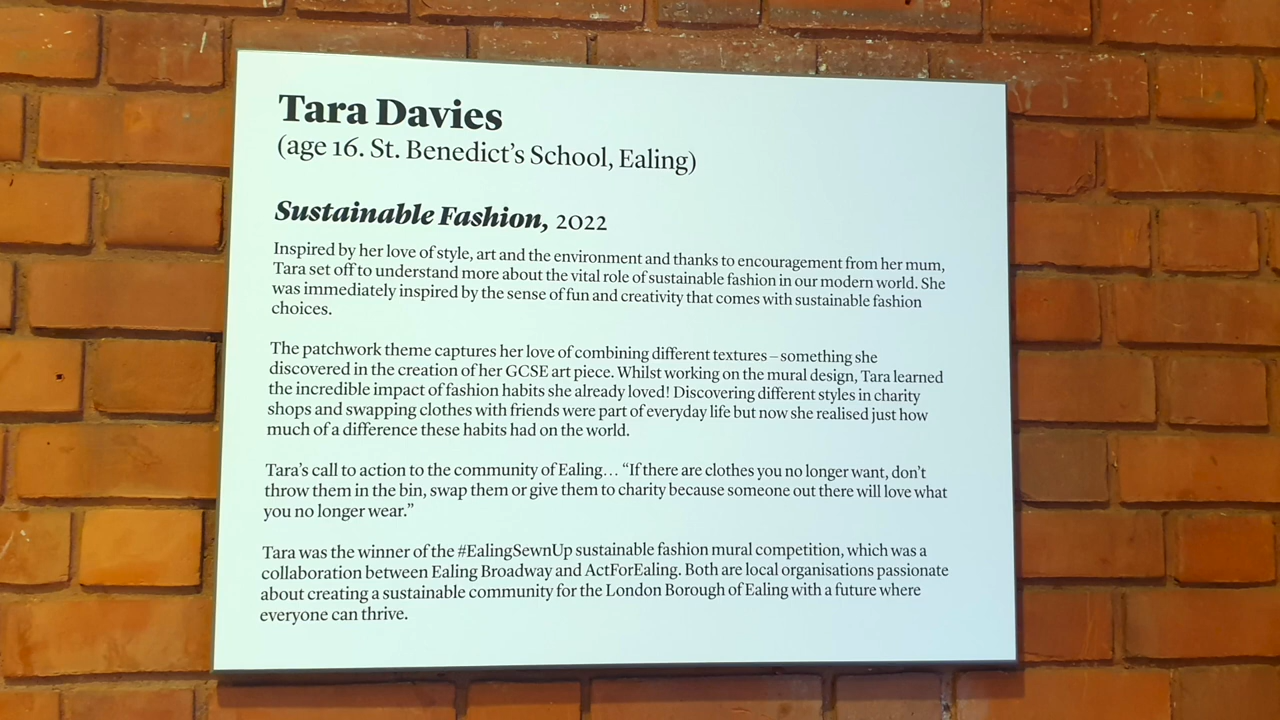 Tara Davies
(age 16. St. Benedict's School, Ealing)
Sustainable Fashion, 2022
Inspired by her love of style, art and the environment and thanks to encouragement from her mum,
Tara set off to understand more about the vital role of sustainable fashion in our modern world. She
was immediately inspired by the sense of fun and creativity that comes with sustainable fashion
choices.
The patchwork theme captures her love of combining different textures – something she
discovered in the creation of her GCSE art piece. Whilst working on the mural design, Tara learned
the incredible impact of fashion habits she already loved! Discovering different styles in charity
shops and swapping clothes with friends were part of everyday life but now she realised just how
much of a difference these habits had on the world.
Tara's call to action to the community of Ealing… “If there are clothes you no longer want, don't
throw them in the bin, swap them or give them to charity because someone out there will love what
you no longer wear.”
Tara was the winner of the #EalingSewnUp sustainable fashion mural competition, which was a
collaboration between Ealing Broadway and ActForEaling. Both are local organisations passionate
about creating a sustainable community for the London Borough of Ealing with a future where
everyone can thrive.